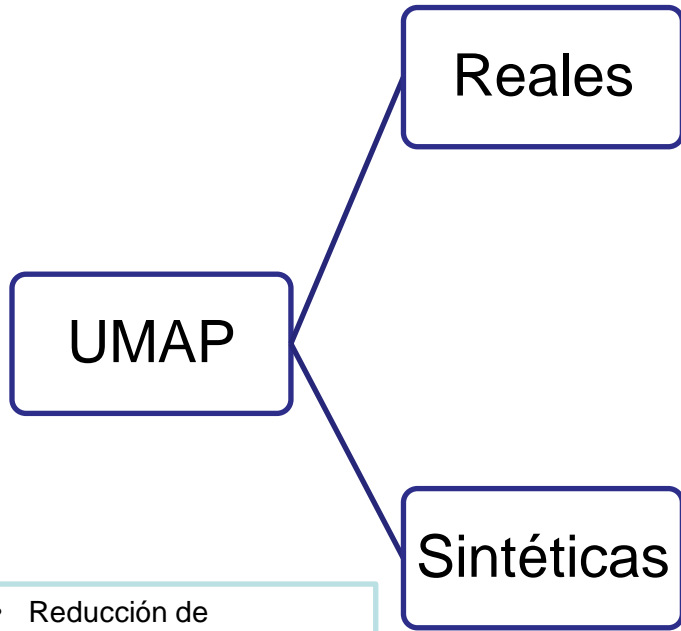 Reales
UMAP
Sintéticas
• Reducción de